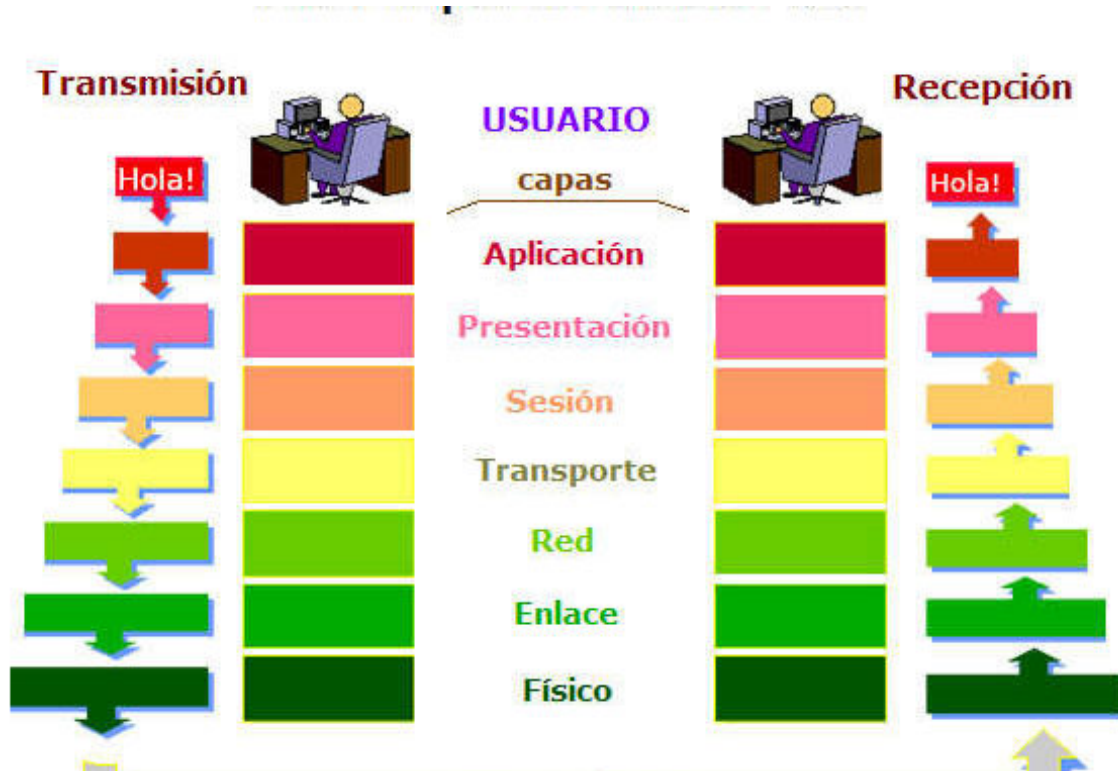 Transmisión
Recepción
USUARIO
capas
Hola!
Hola!
Aplicación
Presentación
Sesión
Transporte
Red
Enlace
Físico